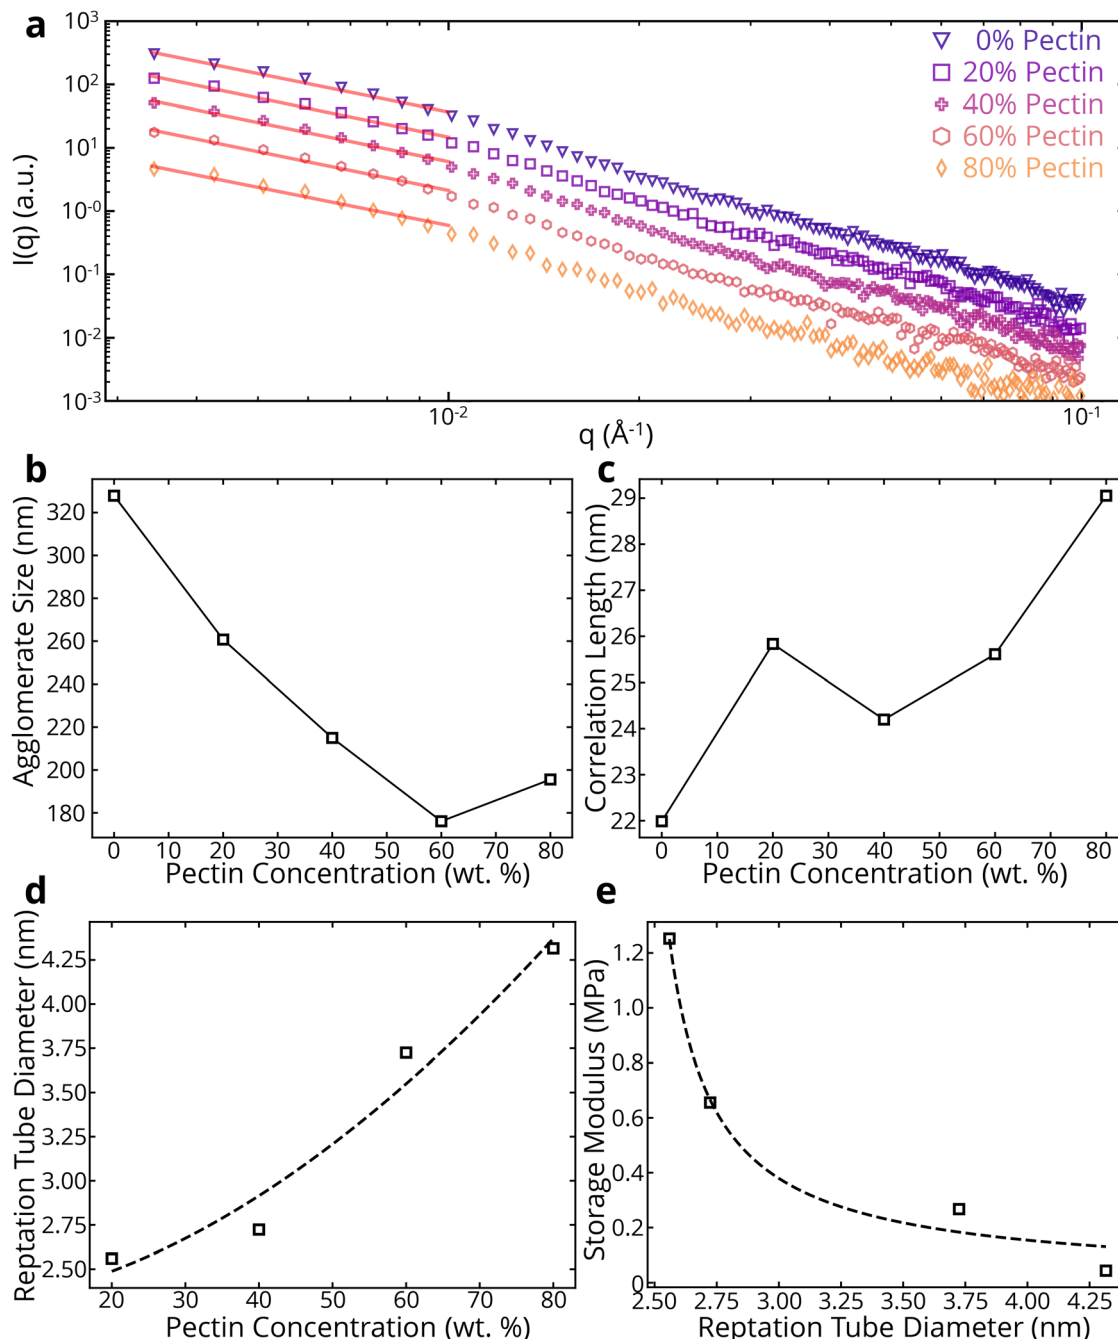 a
I(q) (a.u.)
10³
10²
10¹
10⁻⁰
10⁻¹
10⁻²
10⁻³
0% Pectin
20% Pectin
40% Pectin
60% Pectin
80% Pectin
10⁻²
10⁻¹
q (Å⁻¹)
b
Agglomerate Size (nm)
320
300
280
260
240
220
200
180
0 10 20 30 40 50 60 70 80
Pectin Concentration (wt. %)
c
Correlation Length (nm)
29
28
27
26
25
24
23
22
0 10 20 30 40 50 60 70 80
Pectin Concentration (wt. %)
d
Reptation Tube Diameter (nm)
4.25
4.00
3.75
3.50
3.25
3.00
2.75
2.50
20 30 40 50 60 70 80
Pectin Concentration (wt. %)
e
Storage Modulus (MPa)
1.2
1.0
0.8
0.6
0.4
0.2
0
2.50 2.75 3.00 3.25 3.50 3.75 4.00 4.25
Reptation Tube Diameter (nm)